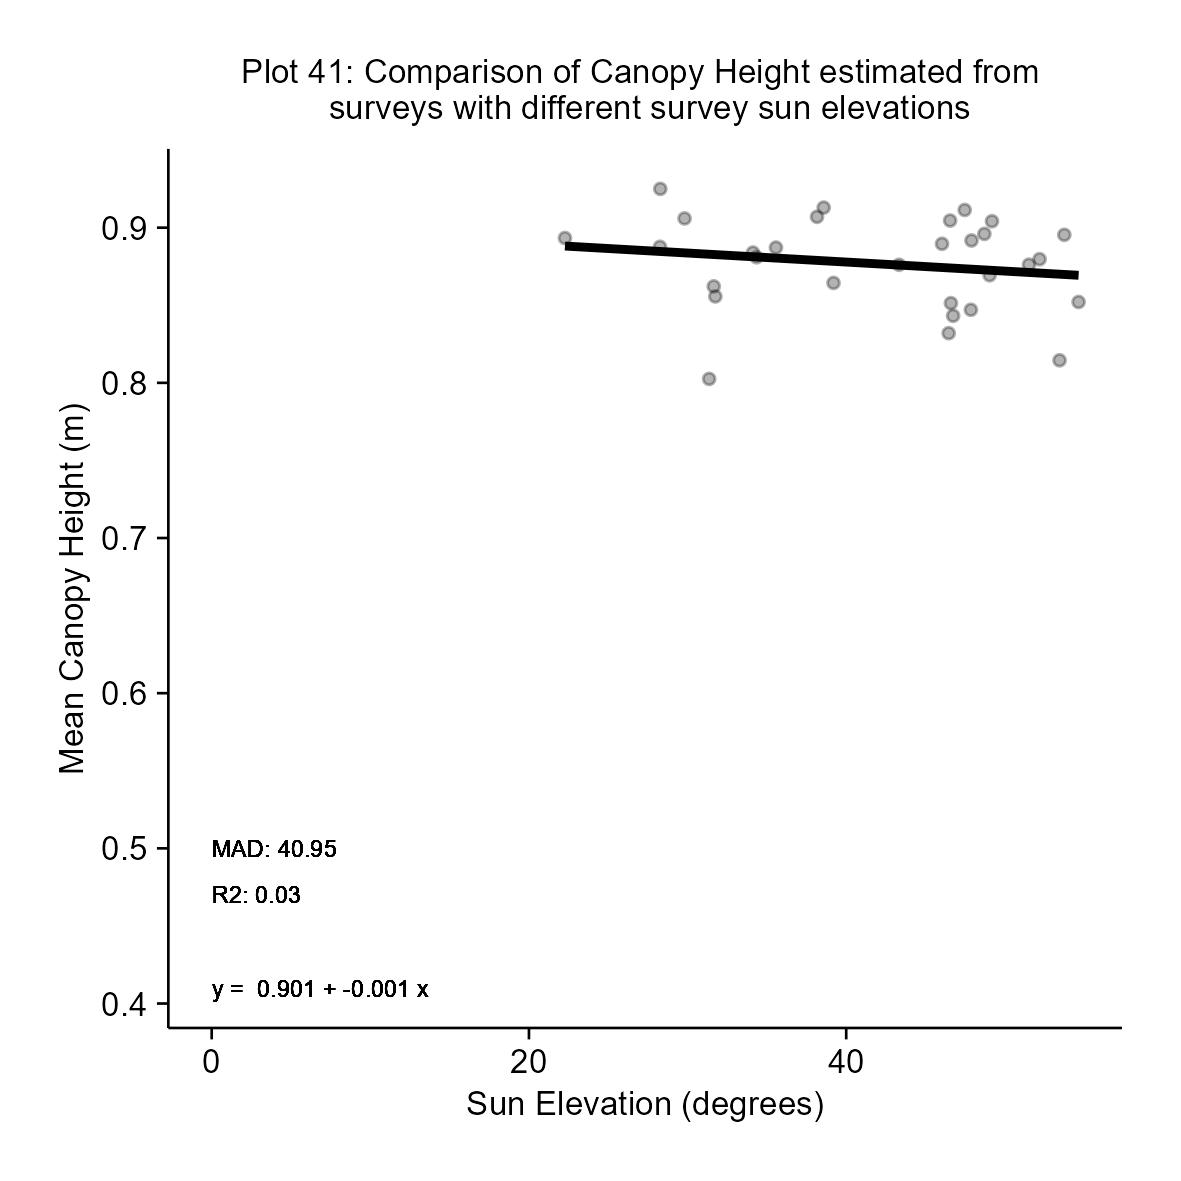 Plot 41: Comparison of Canopy Height estimated from
surveys with different survey sun elevations
Mean Canopy Height (m)
0.9
0.8
0.7
0.6
0.5
0.4
MAD: 40.95
R2: 0.03
y =  0.901 + -0.001 x
0
20
40
Sun Elevation (degrees)